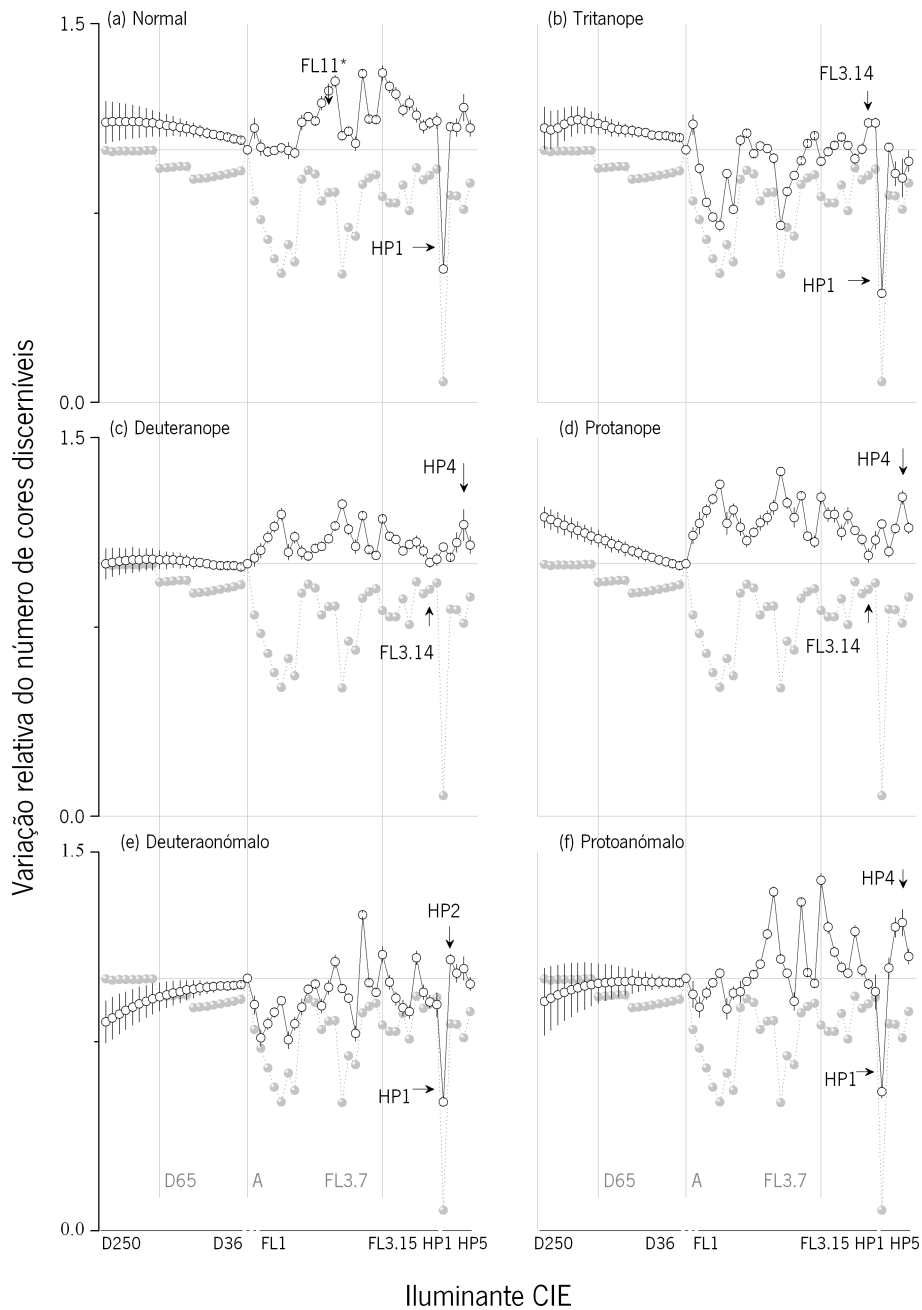 Variação relativa do número de cores discerníveis
1.5
(a) Normal
FL11*
HP1
0.0
(b) Tritanope
FL3.14
HP1
1.5
(c) Deuteranope
HP4
FL3.14
0.0
(d) Protanope
HP4
FL3.14
1.5
(e) Deuteraonómalo
HP2
HP1
D65 A FL3.7
0.0
(f) Protoanómalo
HP4
HP1
D65 A FL3.7
D250 D36 FL1 FL3.15 HP1 HP5
D250 D36 FL1 FL3.15 HP1 HP5
Iluminante CIE